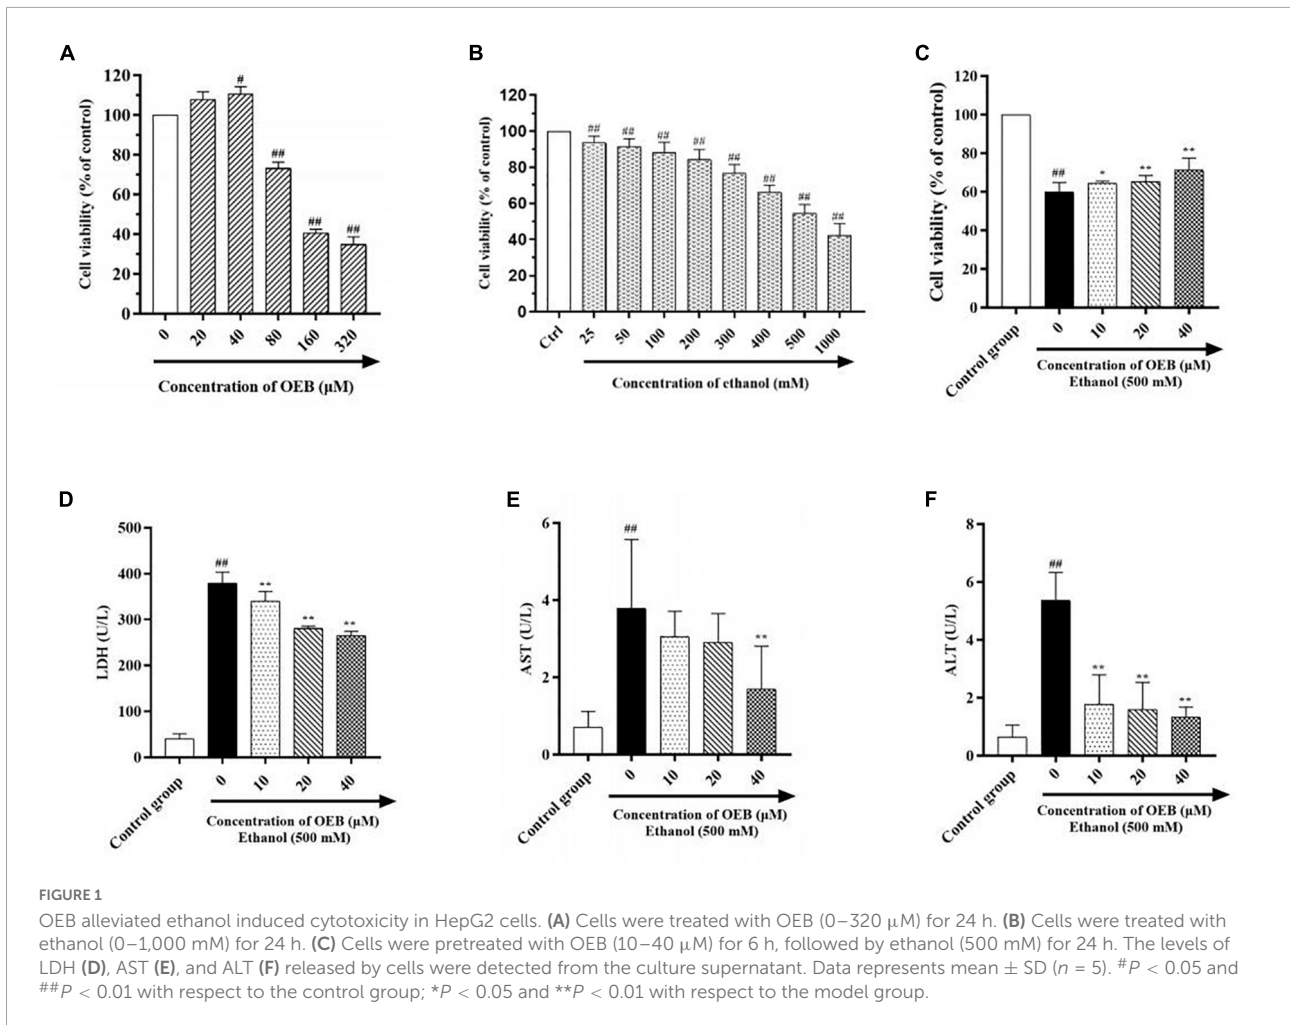 A
Cell viability (% of control)
120
100
80
60
40
20
0
#
##
##
##
0 20 40 80 160 320
Concentration of OEB (μM)
B
Cell viability (% of control)
120
100
80
60
40
20
0
## ## ## ## ## ## ## ##
Ctrl 25 50 100 200 300 400 500 1000
Concentration of ethanol (mM)
C
Cell viability (% of control)
120
100
80
60
40
20
0
## * ** **
Control group 0 10 20 40
Concentration of OEB (μM)
Ethanol (500 mM)
D
LDH (U/L)
500
400
300
200
100
0
## ** ** **
Control group 0 10 20 40
Concentration of OEB (μM)
Ethanol (500 mM)
E
AST (U/L)
6
4
2
0
## **
Control group 0 10 20 40
Concentration of OEB (μM)
Ethanol (500 mM)
F
ALT (U/L)
8
6
4
2
0
## ** ** **
Control group 0 10 20 40
Concentration of OEB (μM)
Ethanol (500 mM)
FIGURE 1
OEB alleviated ethanol induced cytotoxicity in HepG2 cells. (A) Cells were treated with OEB (0–320 μM) for 24 h. (B) Cells were treated with
ethanol (0–1,000 mM) for 24 h. (C) Cells were pretreated with OEB (10–40 μM) for 6 h, followed by ethanol (500 mM) for 24 h. The levels of
LDH (D), AST (E), and ALT (F) released by cells were detected from the culture supernatant. Data represents mean ± SD (n = 5). #P < 0.05 and
##P < 0.01 with respect to the control group; *P < 0.05 and **P < 0.01 with respect to the model group.